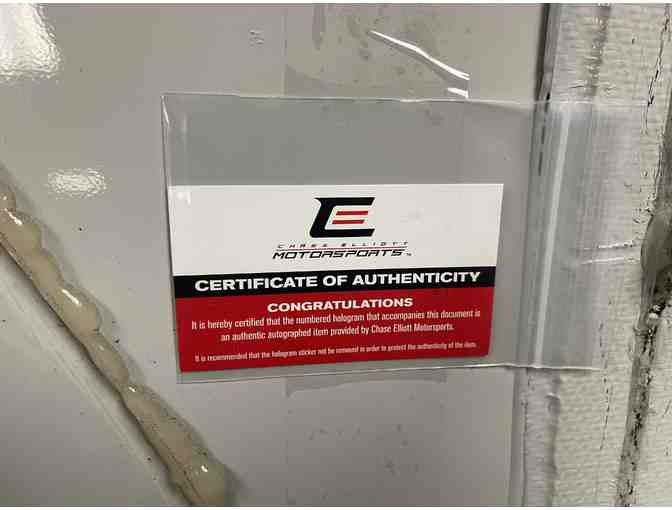 CHASE ELLIOTT
MOTORSPORTS™
CERTIFICATE OF AUTHENTICITY
CONGRATULATIONS
It is hereby certified that the numbered hologram that accompanies this document is
an authentic autographed item provided by Chase Elliott Motorsports.
It is recommended that the hologram sticker not be removed in order to protect the authenticity of the item.